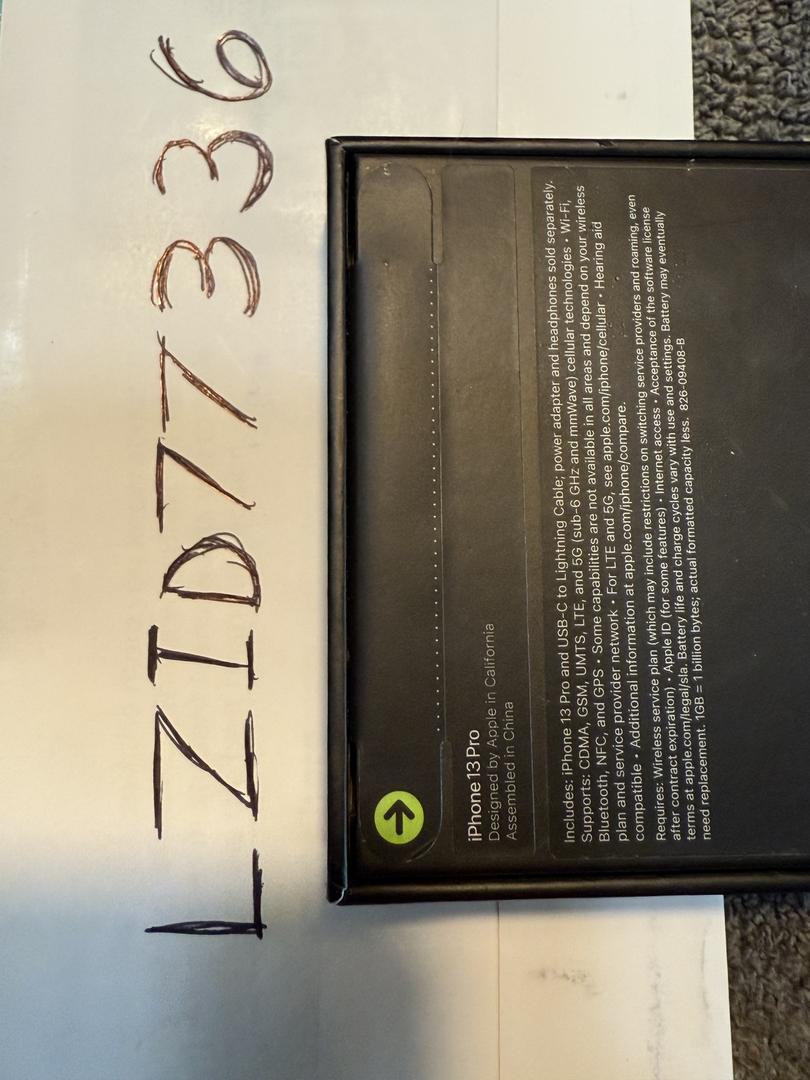 LZID77336
iPhone 13 Pro
Designed by Apple in California
Assembled in China
Includes: iPhone 13 Pro and USB-C to Lightning Cable; power adapter and headphones sold separately.
Supports: CDMA, GSM, UMTS, LTE, and 5G (sub-6 GHz and mmWave) cellular technologies • Wi-Fi,
Bluetooth, NFC, and GPS • Some capabilities are not available in all areas and depend on your wireless
plan and service provider network • For LTE and 5G, see apple.com/iphone/cellular • Hearing aid
compatible • Additional information at apple.com/iphone/compare.
Requires: Wireless service plan (which may include restrictions on switching service providers and roaming, even
after contract expiration) • Apple ID (for some features) • Internet access • Acceptance of the software license
terms at apple.com/legal/sla. Battery life and charge cycles vary with use and settings. Battery may eventually
need replacement. 1GB = 1 billion bytes; actual formatted capacity less. 826-09408-B